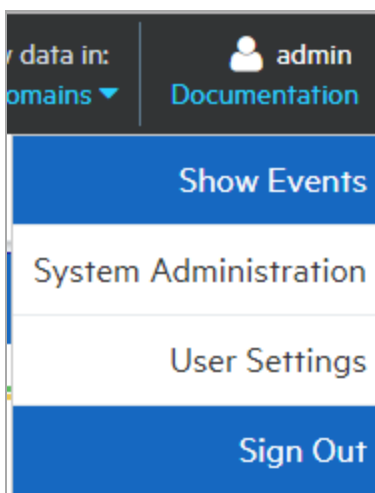 data in:
admin
omains
Documentation
Show Events
System Administration
User Settings
Sign Out